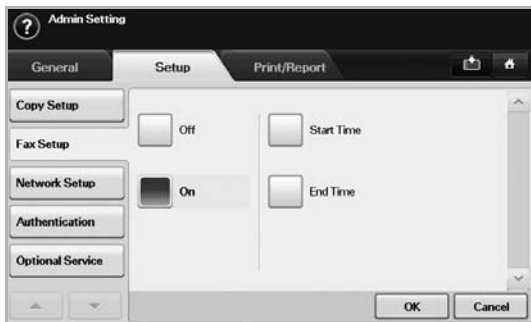 ? Admin Setting
General Setup Print/Report
Copy Setup
Fax Setup
Network Setup
Authentication
Optional Service
Off Start Time
On End Time
OK Cancel